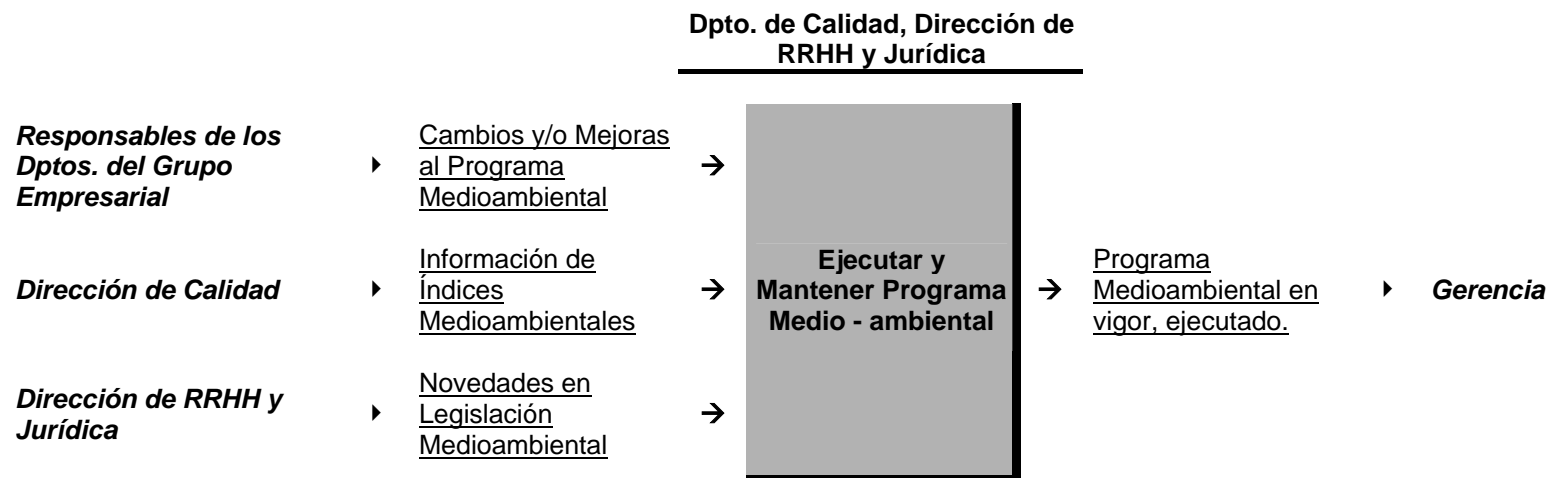 Dpto. de Calidad, Dirección de
RRHH y Jurídica
Responsables de los
Dptos. del Grupo
Empresarial
Cambios y/o Mejoras
al Programa
Medioambiental
Dirección de Calidad
Información de
Índices
Medioambientales
Dirección de RRHH y
Jurídica
Novedades en
Legislación
Medioambiental
Ejecutar y
Mantener Programa
Medio - ambiental
Programa
Medioambiental en
vigor, ejecutado.
Gerencia